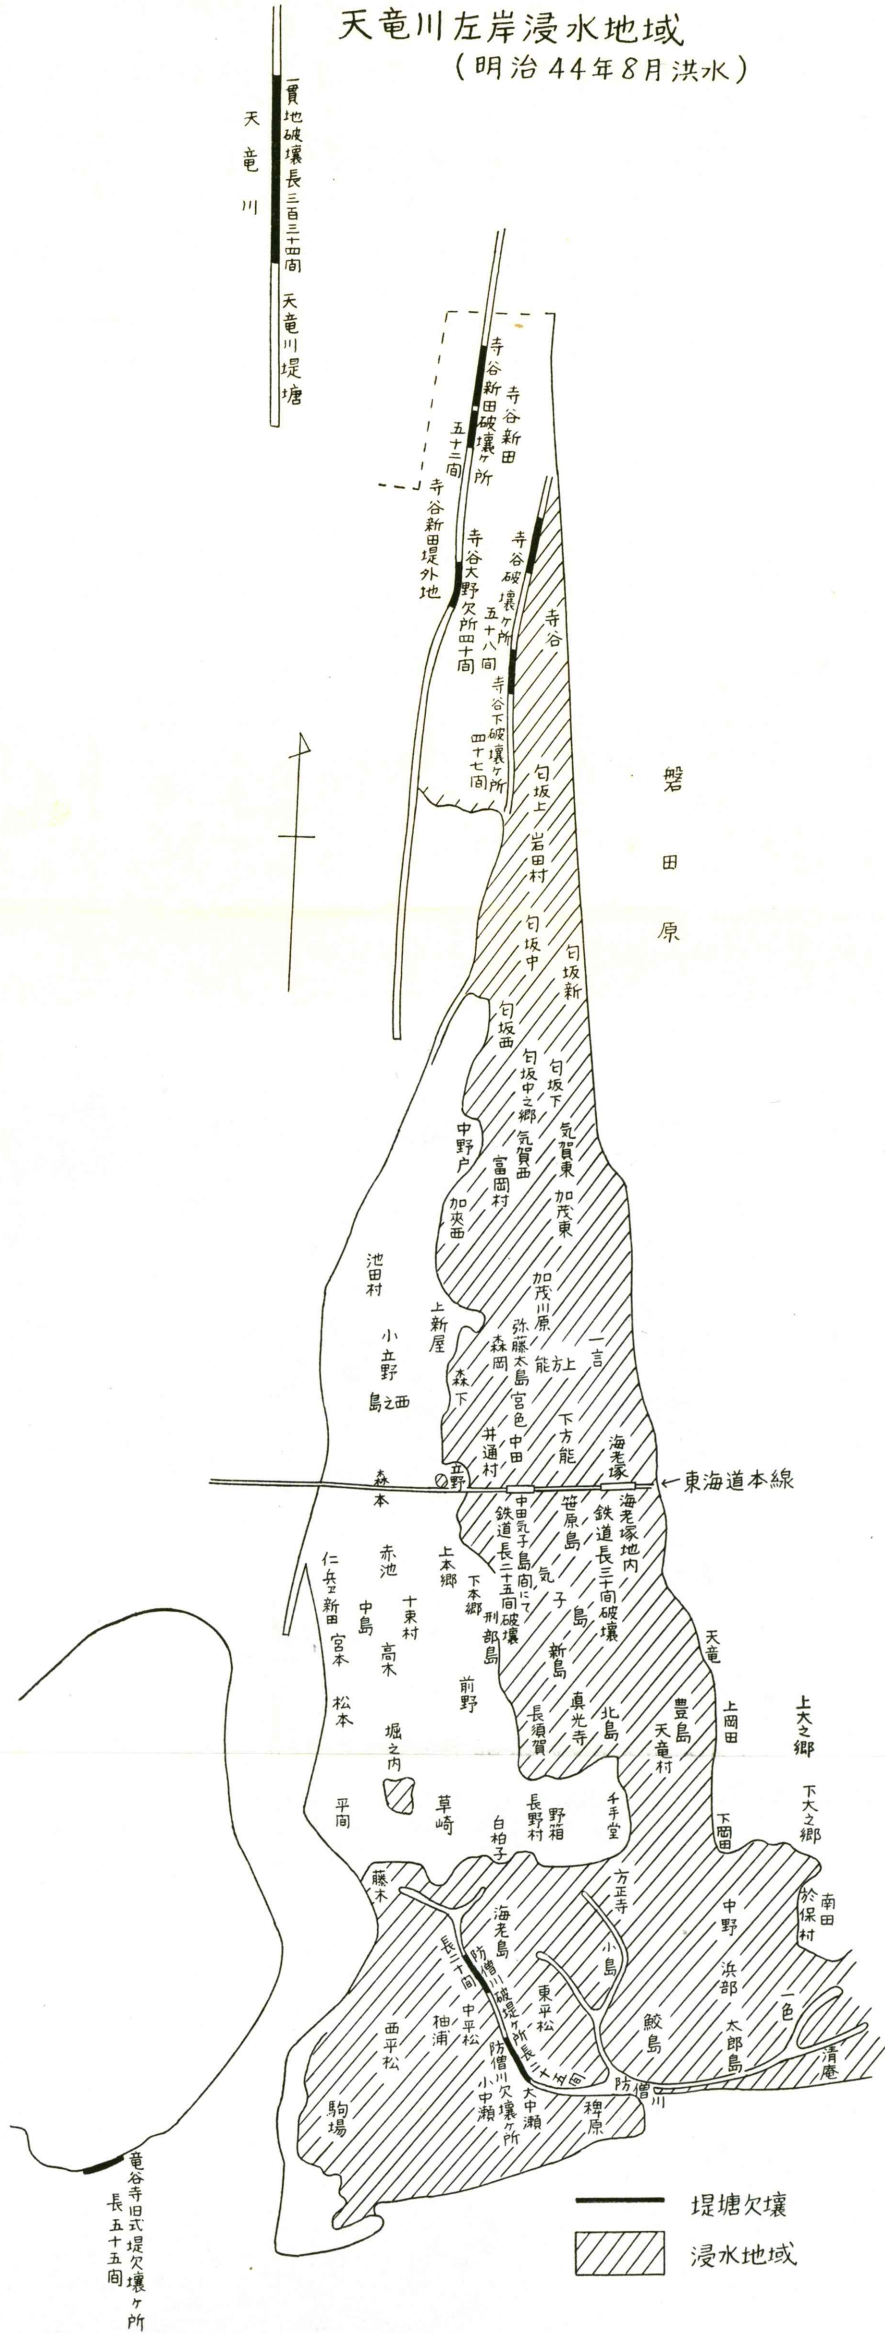 天竜川左岸浸水地域
(明治44年8月洪水)
天竜川
一貫地破壊長三百三十四間 天竜川堤塘
寺谷新田破壊ヶ所
五十二間
寺谷新田
寺谷新田堤外地
寺谷大野欠所四十間
寺谷破壊ヶ所
五十八間
寺谷
寺谷下破壊ヶ所
四十七間
磐田原
匂坂上
岩田村
匂坂中
匂坂新
匂坂西
匂坂中之郷
匂坂下
中野戸
気賀西
気賀東
富岡村
加茂東
加茂西
池田村
加茂川原
上新屋
小立野
森岡
弥藤太島
上方能
一言
西之島
森下
宮色
井通村
中田
下方能
海老塚
立野
森本
←東海道本線
中田気子島間にて
鉄道長二十五間破壊
笹原島
海老塚地内
鉄道長三十間破壊
仁兵衛新田
赤池
上本郷
下本郷
気子島
中島
十束村
刑部島
宮本
高木
新島
天竜
前野
松本
堀之内
長須賀
真光寺
北島
豊島
天竜村
上岡田
上大之郷
平間
草崎
白拍子
長野村
野箱
千手堂
下岡田
下大之郷
藤木
方正寺
中野
南田
於保村
海老島
小島
防僧川破堤ヶ所
長二十間
浜部
東平松
一色
西平松
袖浦
中平松
鮫島
太郎島
長二十五間
清庵
防僧川欠壊ヶ所
小中瀬
大中瀬
防僧川
駒場
稗原
竜谷寺旧式堤欠壊ヶ所
長五十五間
堤塘欠壊
浸水地域